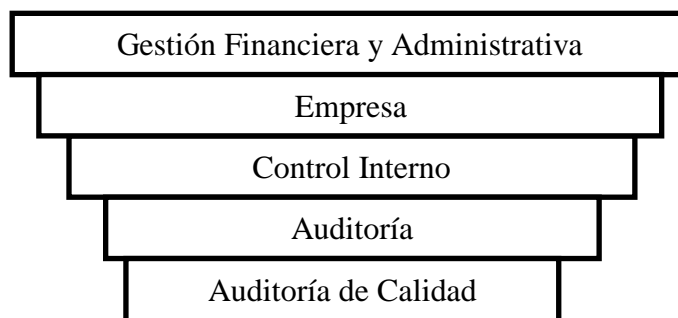 Gestión Financiera y Administrativa
Empresa
Control Interno
Auditoría
Auditoría de Calidad